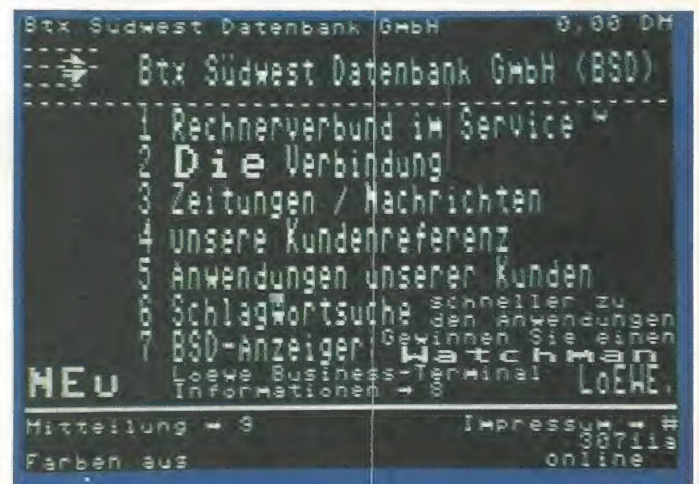 Btx Südwest Datenbank GmbH 0,00 DM
Btx Südwest Datenbank GmbH (BSD)
1 Rechnerverbund im Service
2 Die Verbindung
3 Zeitungen / Nachrichten
4 unsere Kundenreferenz
5 Anwendungen unserer Kunden
6 Schlagwortsuche schneller zu
den Anwendungen
7 BSD-Anzeiger Gewinnen Sie einen
Watchman
NEu Loewe Business-Terminal LoEWE.
Informationen → 8
Mitteilung → 9 Impressum → #
307iia
Farben aus online